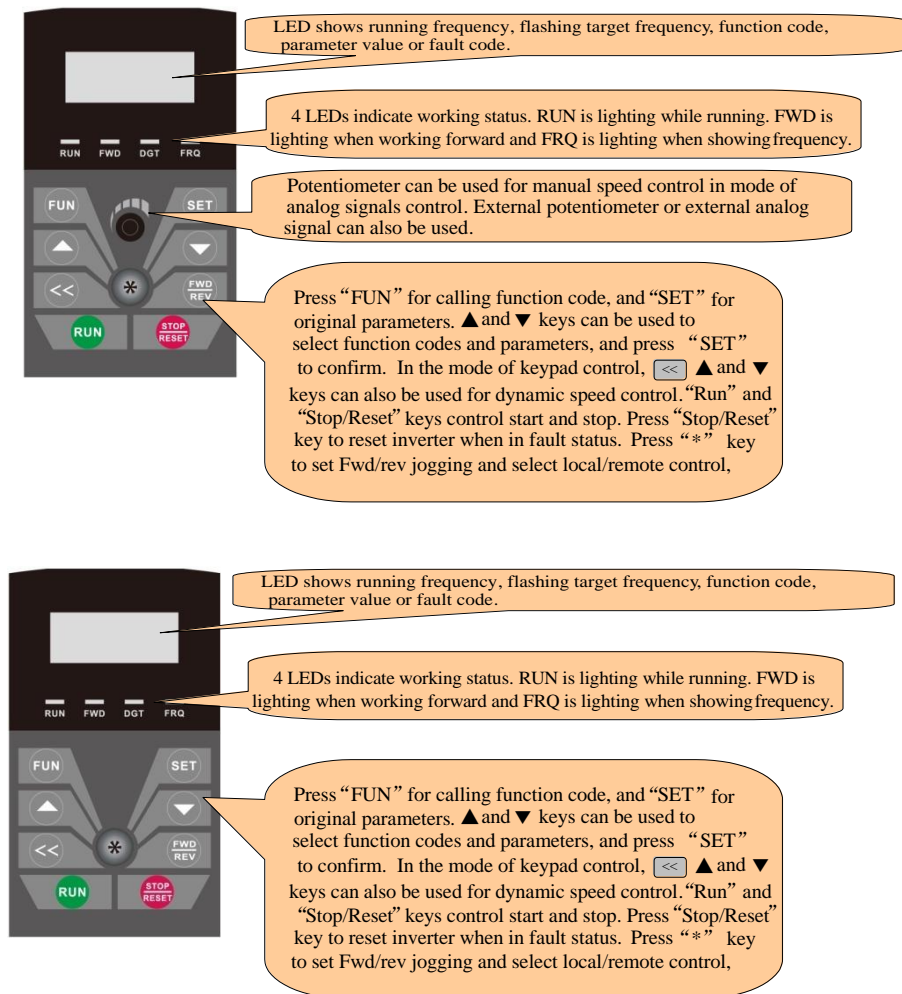 LED shows running frequency, flashing target frequency, function code,
parameter value or fault code.
4 LEDs indicate working status. RUN is lighting while running. FWD is
lighting when working forward and FRQ is lighting when showing frequency.
RUN FWD DGT FRQ
Potentiometer can be used for manual speed control in mode of
analog signals control. External potentiometer or external analog
signal can also be used.
FUN SET
▲ ▼
<< * FWD
REV
RUN STOP
RESET
Press “FUN” for calling function code, and “SET” for
original parameters. ▲ and ▼ keys can be used to
select function codes and parameters, and press “SET”
to confirm. In the mode of keypad control, << ▲ and ▼
keys can also be used for dynamic speed control. “Run” and
“Stop/Reset” keys control start and stop. Press “Stop/Reset”
key to reset inverter when in fault status. Press “*” key
to set Fwd/rev jogging and select local/remote control,
LED shows running frequency, flashing target frequency, function code,
parameter value or fault code.
4 LEDs indicate working status. RUN is lighting while running. FWD is
lighting when working forward and FRQ is lighting when showing frequency.
RUN FWD DGT FRQ
FUN SET
▲ ▼
<< * FWD
REV
RUN STOP
RESET
Press “FUN” for calling function code, and “SET” for
original parameters. ▲ and ▼ keys can be used to
select function codes and parameters, and press “SET”
to confirm. In the mode of keypad control, << ▲ and ▼
keys can also be used for dynamic speed control. “Run” and
“Stop/Reset” keys control start and stop. Press “Stop/Reset”
key to reset inverter when in fault status. Press “*” key
to set Fwd/rev jogging and select local/remote control,